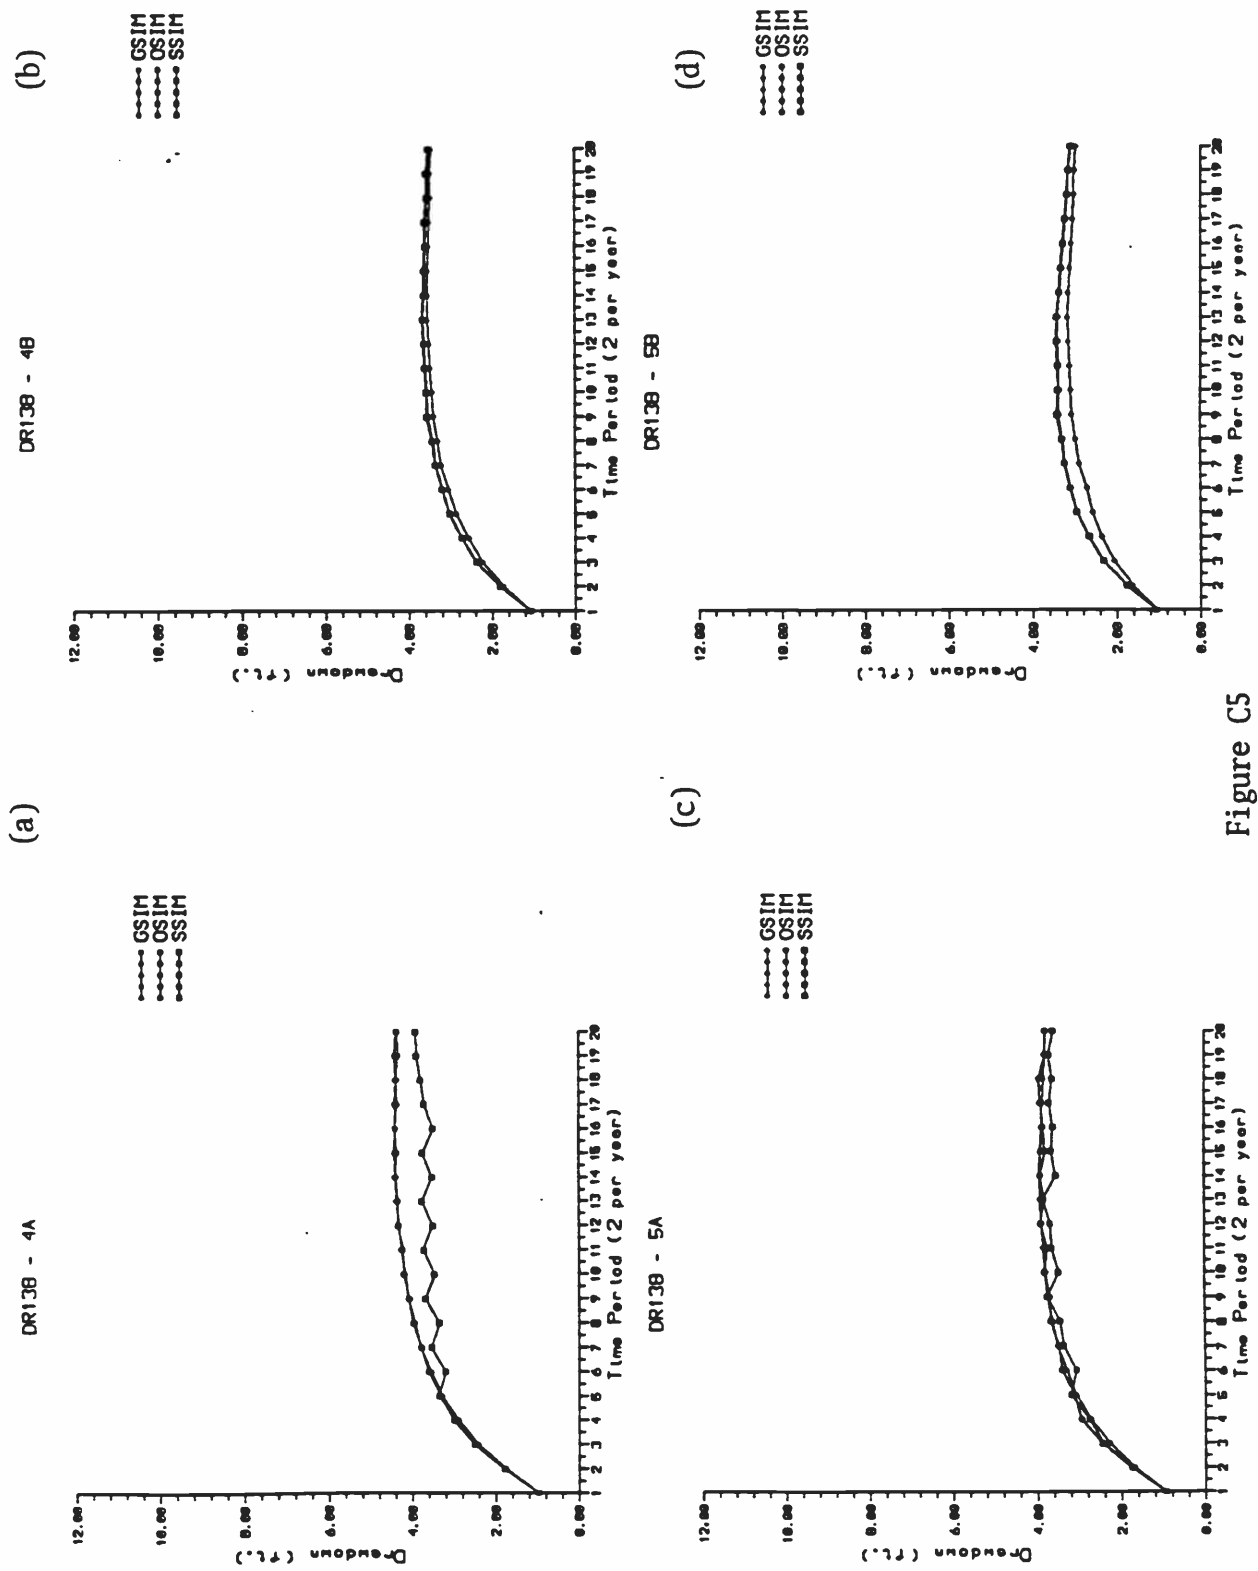 (a)
DR13B - 4A
GSIM
OSIM
SSIM
12.00
10.00
8.00
6.00
4.00
2.00
0.00
Drawdown (ft.)
1 2 3 4 5 6 7 8 9 10 11 12 13 14 15 16 17 18 19 20
Time Period (2 per year)
(b)
DR13B - 4B
GSIM
OSIM
SSIM
12.00
10.00
8.00
6.00
4.00
2.00
0.00
Drawdown (ft.)
1 2 3 4 5 6 7 8 9 10 11 12 13 14 15 16 17 18 19 20
Time Period (2 per year)
(c)
DR13B - 5A
GSIM
OSIM
SSIM
12.00
10.00
8.00
6.00
4.00
2.00
0.00
Drawdown (ft.)
1 2 3 4 5 6 7 8 9 10 11 12 13 14 15 16 17 18 19 20
Time Period (2 per year)
(d)
DR13B - 5B
GSIM
OSIM
SSIM
12.00
10.00
8.00
6.00
4.00
2.00
0.00
Drawdown (ft.)
1 2 3 4 5 6 7 8 9 10 11 12 13 14 15 16 17 18 19 20
Time Period (2 per year)
Figure C5